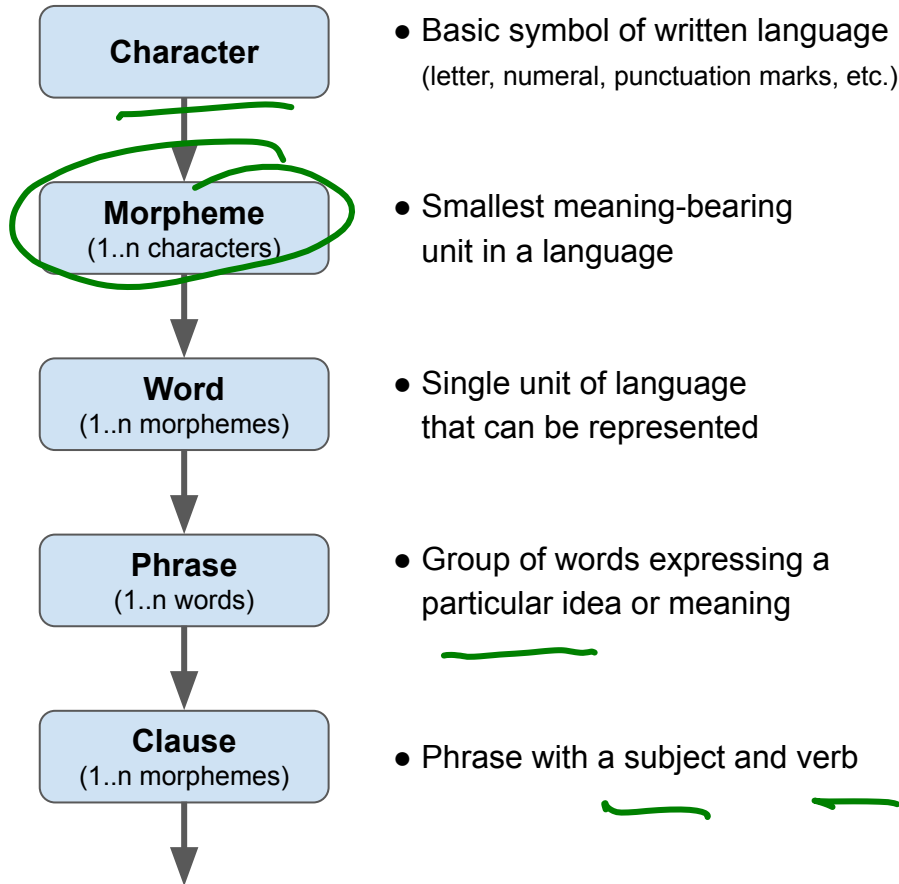 Character
● Basic symbol of written language
(letter, numeral, punctuation marks, etc.)
Morpheme
(1..n characters)
● Smallest meaning-bearing
unit in a language
Word
(1..n morphemes)
● Single unit of language
that can be represented
Phrase
(1..n words)
● Group of words expressing a
particular idea or meaning
Clause
(1..n morphemes)
● Phrase with a subject and verb